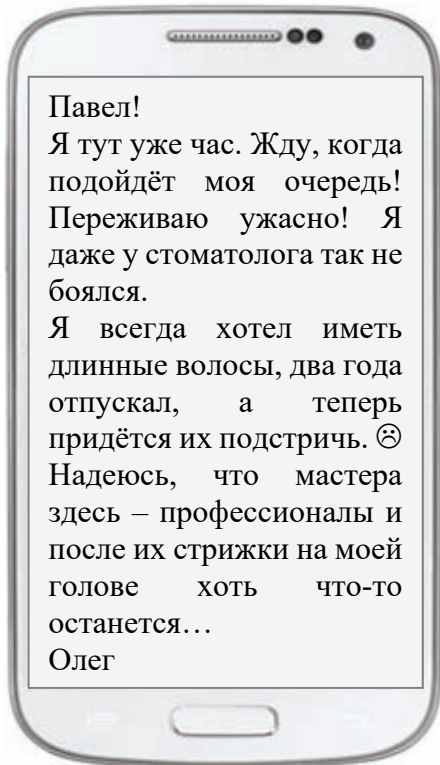 Павел!
Я тут уже час. Жду, когда
подойдёт моя очередь!
Переживаю ужасно! Я
даже у стоматолога так не
боялся.
Я всегда хотел иметь
длинные волосы, два года
отпускал, а теперь
придётся их подстричь. ☹
Надеюсь, что мастера
здесь – профессионалы и
после их стрижки на моей
голове хоть что-то
останется…
Олег